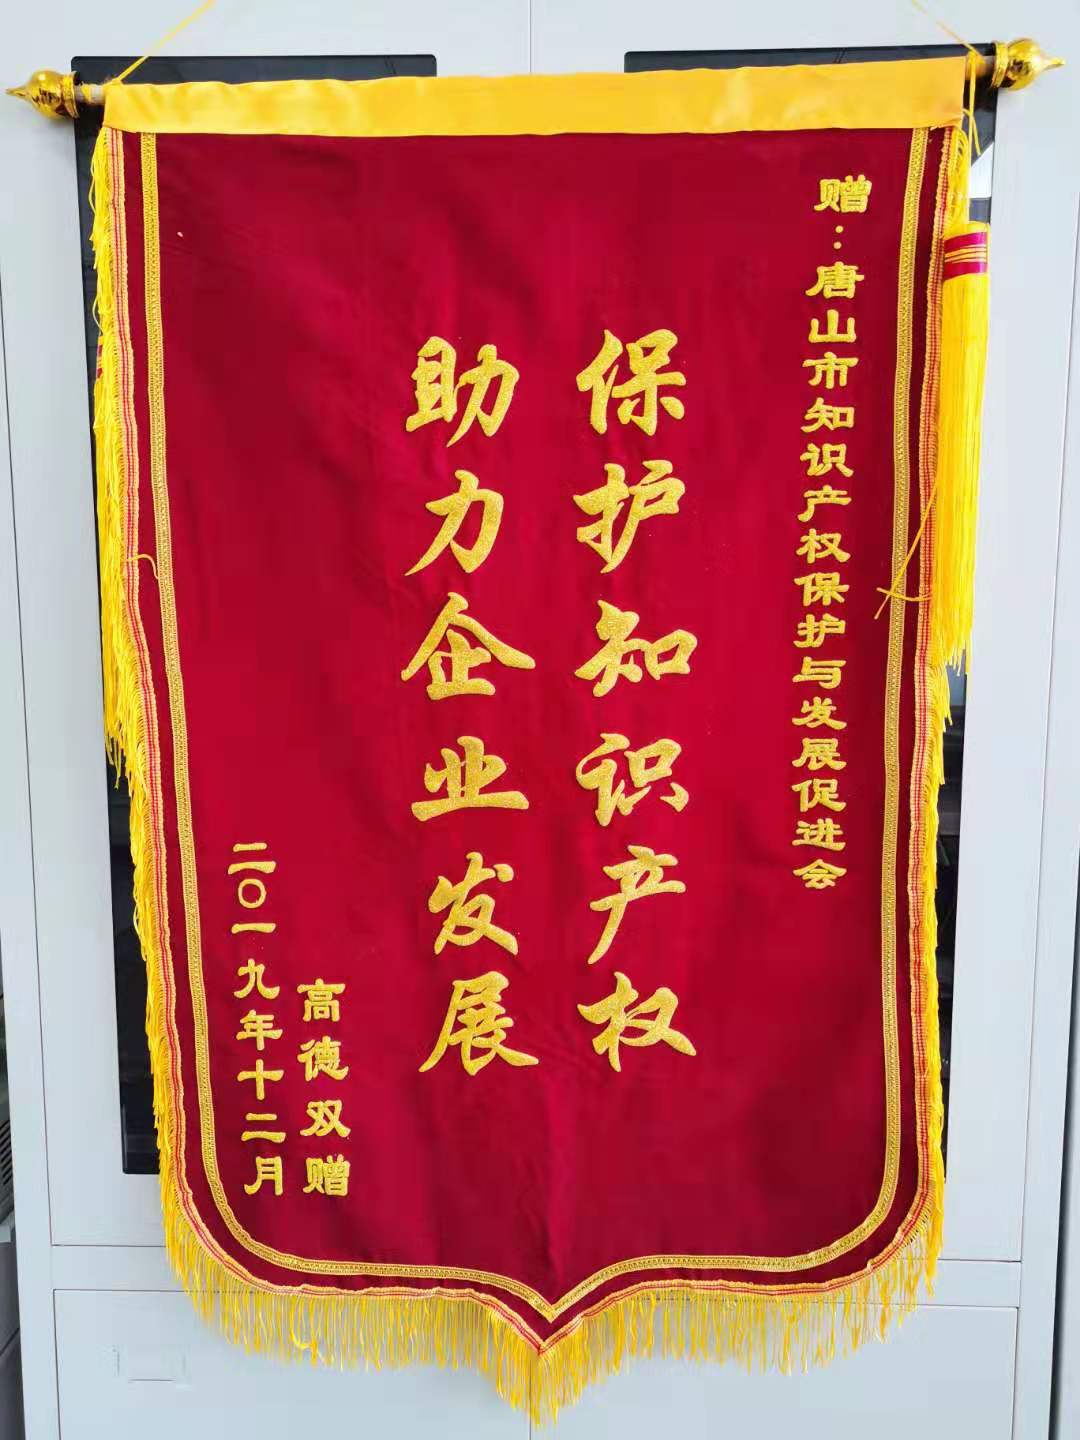 赠：唐山市知识产权保护与发展促进会
保护知识产权
助力企业发展
高德双赠
二〇一九年十二月